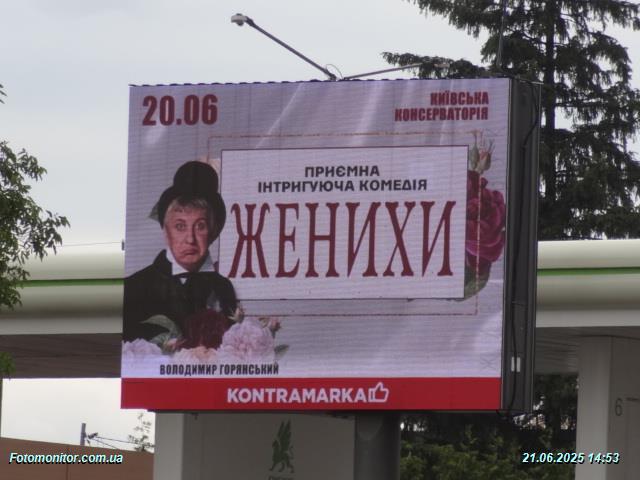 20.06
КИЇВСЬКА
КОНСЕРВАТОРІЯ
ПРИЄМНА
ІНТРИГУЮЧА КОМЕДІЯ
ЖЕНИХИ
ВОЛОДИМИР ГОРЯНСЬКИЙ
KONTRAMARKA
6
Fotomonitor.com.ua
21.06.2025 14:53